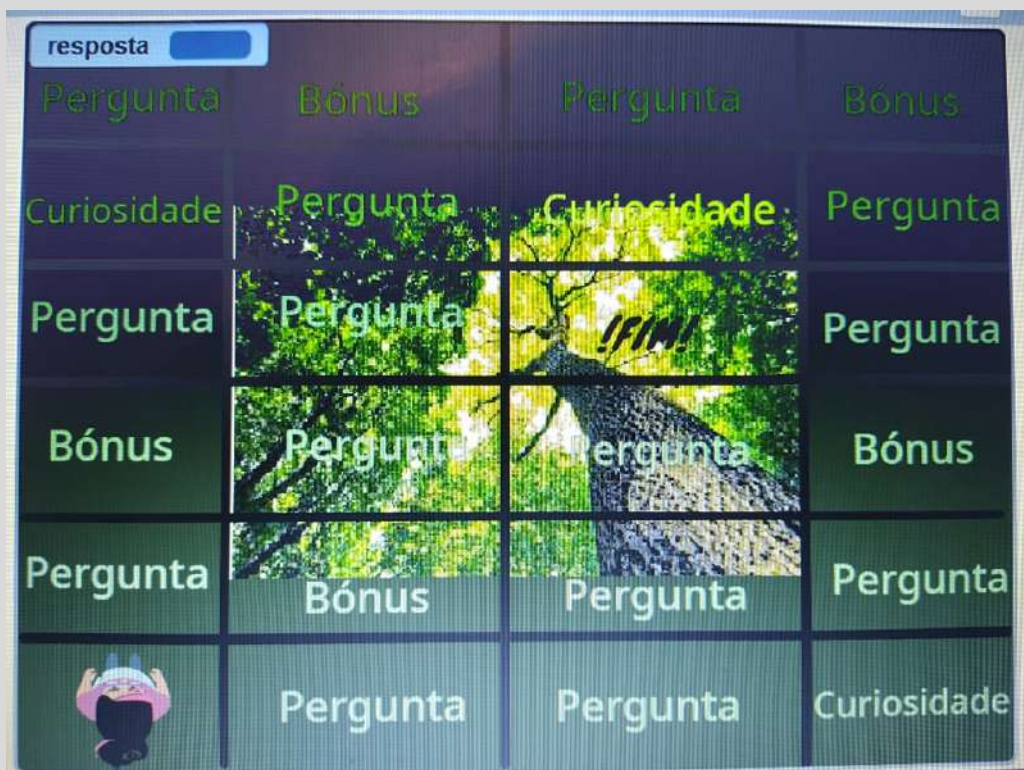 resposta
Pergunta Bónus Pergunta Bónus
Curiosidade Pergunta Curiosidade Pergunta
Pergunta Pergunta !FIM! Pergunta
Bónus Pergunta Pergunta Bónus
Pergunta Bónus Pergunta Pergunta
Pergunta Pergunta Curiosidade